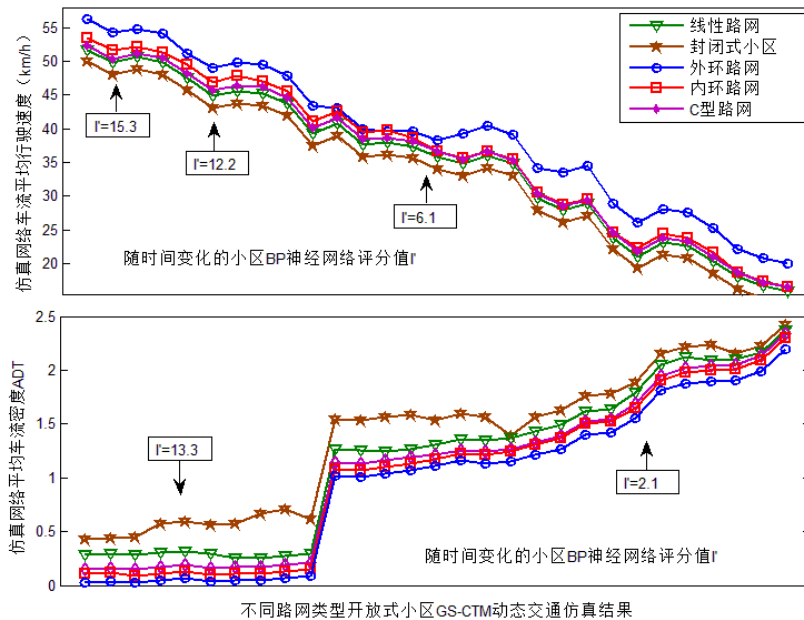 仿真网络车流平均行驶速度（km/h）
55
50
45
40
35
30
25
20
线性路网
封闭式小区
外环路网
内环路网
C型路网
I'=15.3
I'=12.2
I'=6.1
随时间变化的小区BP神经网络评分值I'
仿真网络平均车流密度ADT
2.5
2
1.5
1
0.5
0
I'=13.3
I'=2.1
随时间变化的小区BP神经网络评分值I'
不同路网类型开放式小区GS-CTM动态交通仿真结果